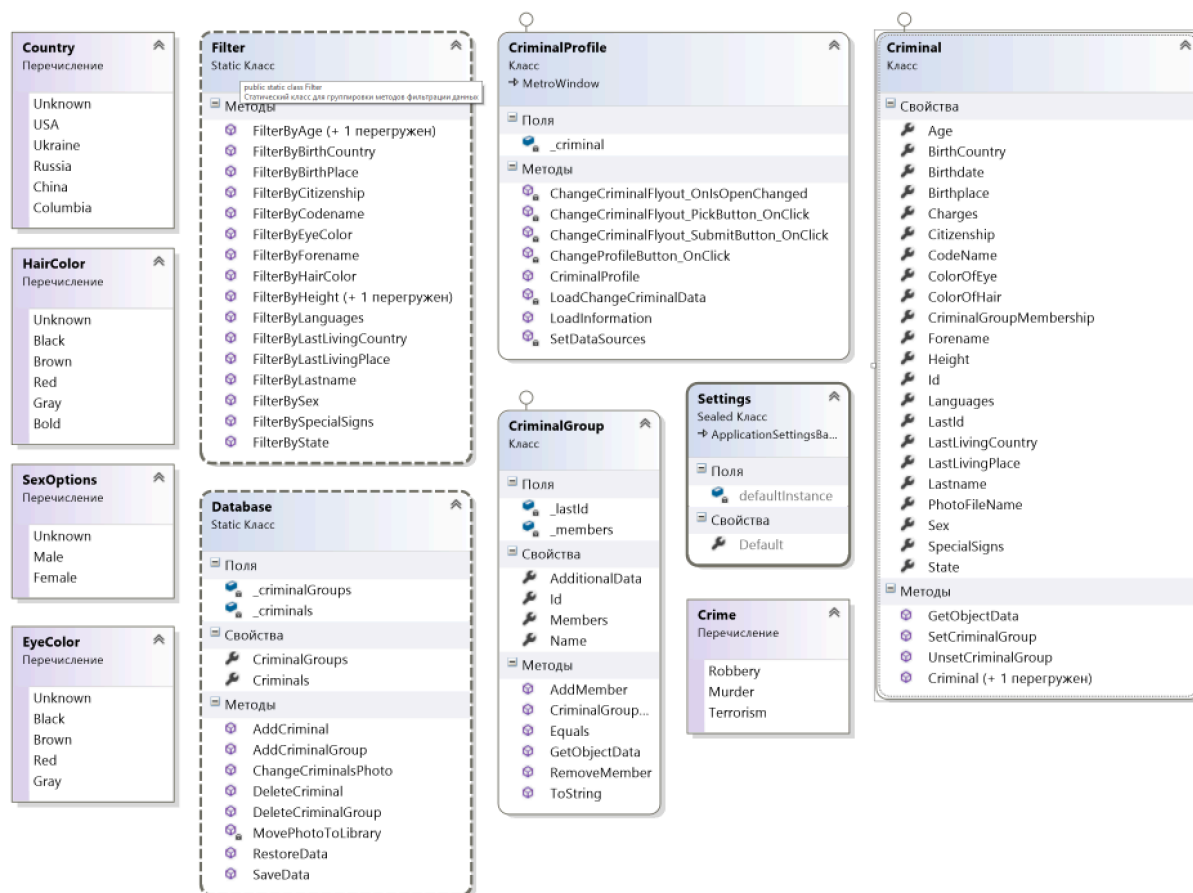 Country
Перечисление
Unknown
USA
Ukraine
Russia
China
Columbia
HairColor
Перечисление
Unknown
Black
Brown
Red
Gray
Bold
SexOptions
Перечисление
Unknown
Male
Female
EyeColor
Перечисление
Unknown
Black
Brown
Red
Gray
Filter
Static Класс
public static class Filter
Статический класс для группировки методов фильтрации данных
Методы
FilterByAge (+ 1 перегружен)
FilterByBirthCountry
FilterByBirthPlace
FilterByCitizenship
FilterByCodename
FilterByEyeColor
FilterByForename
FilterByHairColor
FilterByHeight (+ 1 перегружен)
FilterByLanguages
FilterByLastLivingCountry
FilterByLastLivingPlace
FilterByLastname
FilterBySex
FilterBySpecialSigns
FilterByState
Database
Static Класс
Поля
_criminalGroups
_criminals
Свойства
CriminalGroups
Criminals
Методы
AddCriminal
AddCriminalGroup
ChangeCriminalsPhoto
DeleteCriminal
DeleteCriminalGroup
MovePhotoToLibrary
RestoreData
SaveData
CriminalProfile
Класс
MetroWindow
Поля
_criminal
Методы
ChangeCriminalFlyout_OnIsOpenChanged
ChangeCriminalFlyout_PickButton_OnClick
ChangeCriminalFlyout_SubmitButton_OnClick
ChangeProfileButton_OnClick
CriminalProfile
LoadChangeCriminalData
LoadInformation
SetDataSources
CriminalGroup
Класс
Поля
_lastId
_members
Свойства
AdditionalData
Id
Members
Name
Методы
AddMember
CriminalGroup...
Equals
GetObjectData
RemoveMember
ToString
Settings
Sealed Класс
ApplicationSettingsBa...
Поля
defaultInstance
Свойства
Default
Crime
Перечисление
Robbery
Murder
Terrorism
Criminal
Класс
Свойства
Age
BirthCountry
Birthdate
Birthplace
Charges
Citizenship
CodeName
ColorOfEye
ColorOfHair
CriminalGroupMembership
Forename
Height
Id
Languages
LastId
LastLivingCountry
LastLivingPlace
Lastname
PhotoFileName
Sex
SpecialSigns
State
Методы
GetObjectData
SetCriminalGroup
UnsetCriminalGroup
Criminal (+ 1 перегружен)